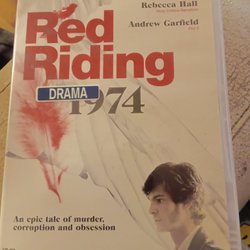 Rebecca Hall
Andrew Garfield
Red
Riding
DRAMA
1974
An epic tale of murder,
corruption and obsession